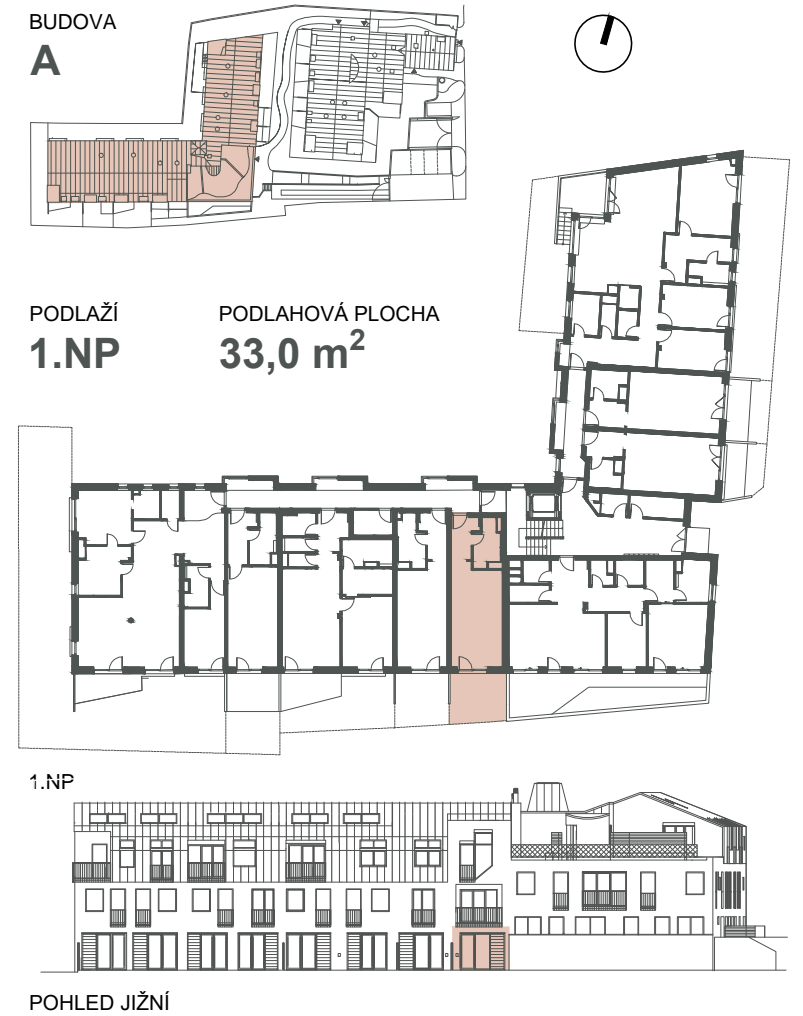 BUDOVA
A
PODLAŽÍ
1.NP
PODLAHOVÁ PLOCHA
33,0 m²
1.NP
POHLED JIŽNÍ